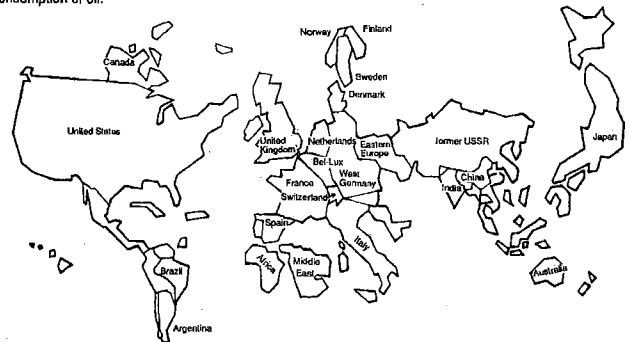 onsumption of oil.
Norway
Finland
Canada
Sweden
Denmark
United States
United
Kingdom
Netherlands
Eastern
Europe
former USSR
Japan
Bel-Lux
West
Germany
China
India
France
Switzerland
Spain
Italy
Africa
Middle
East
Brazil
Australia
Argentina